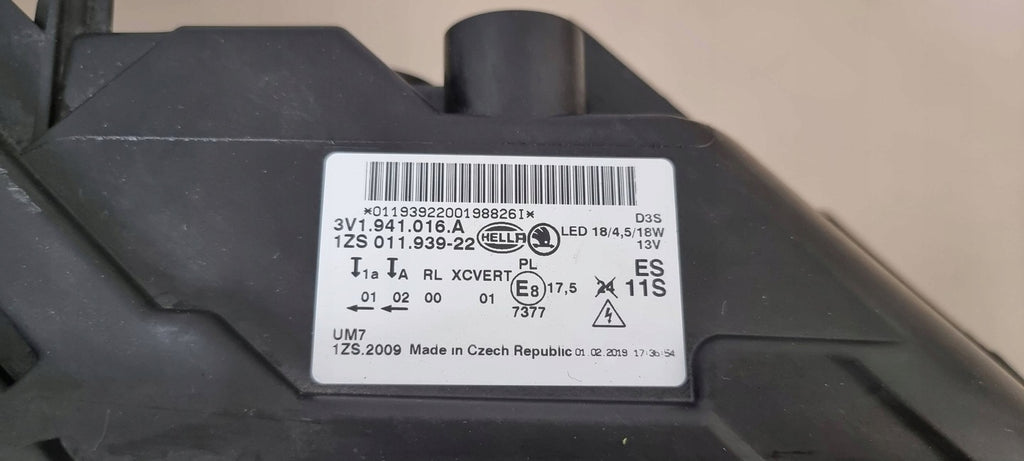 *0119392200198826I*
3V1.941.016.A
D3S
1ZS 011.939-22 HELLA LED 18/4,5/18W
13V
1a A RL XCVERT PL ES
01 02 00 01 E8 17,5 24 11S
7377
UM7
1ZS.2009 Made in Czech Republic 01 02 2019 17:36:54